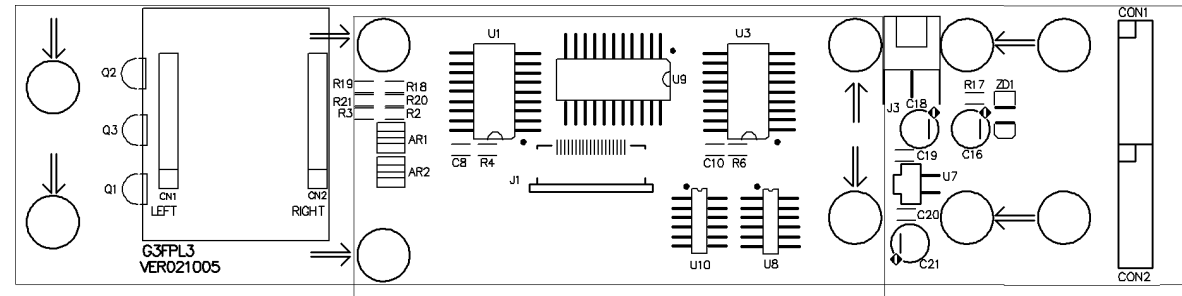 CON1
U1
U3
Q2
R19
R18
U9
R17
ZD1
R21
R20
R3
R2
J3
C18
Q3
AR1
C8
R4
C10
R6
C19
C16
AR2
J1
U7
Q1
CN1
CN2
LEFT
RIGHT
C20
G3FPL3
VER021005
U10
U8
C21
CON2